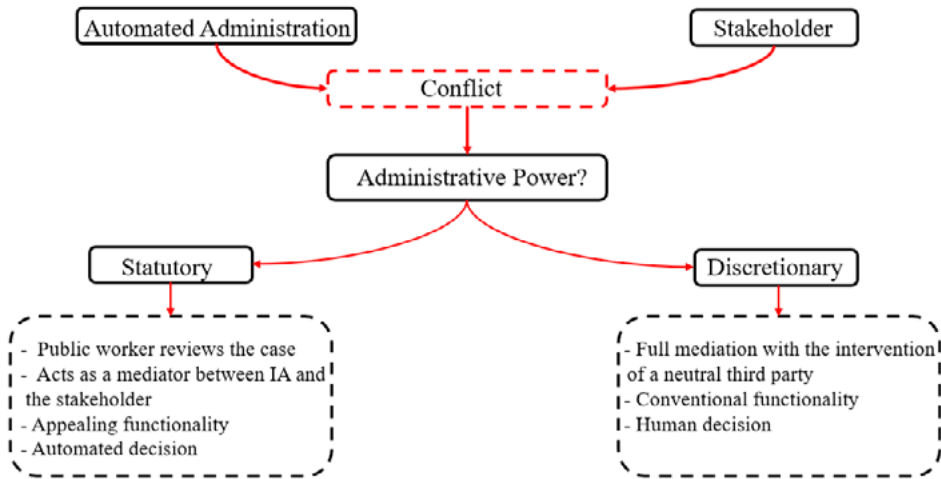 Automated Administration
Stakeholder
Conflict
Administrative Power?
Statutory
Discretionary
- Public worker reviews the case
- Acts as a mediator between IA and
the stakeholder
- Appealing functionality
- Automated decision
- Full mediation with the intervention
of a neutral third party
- Conventional functionality
- Human decision